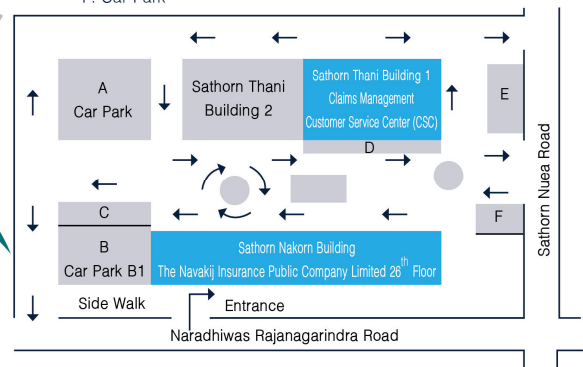 F: Car Park
A
Car Park
Sathorn Thani
Building 2
Sathorn Thani Building 1
Claims Management
Customer Service Center (CSC)
D
E
C
B
Car Park B1
Sathorn Nakorn Building
The Navakij Insurance Public Company Limited 26th Floor
F
Sathorn Nuea Road
Side Walk
Entrance
Naradhiwas Rajanagarindra Road